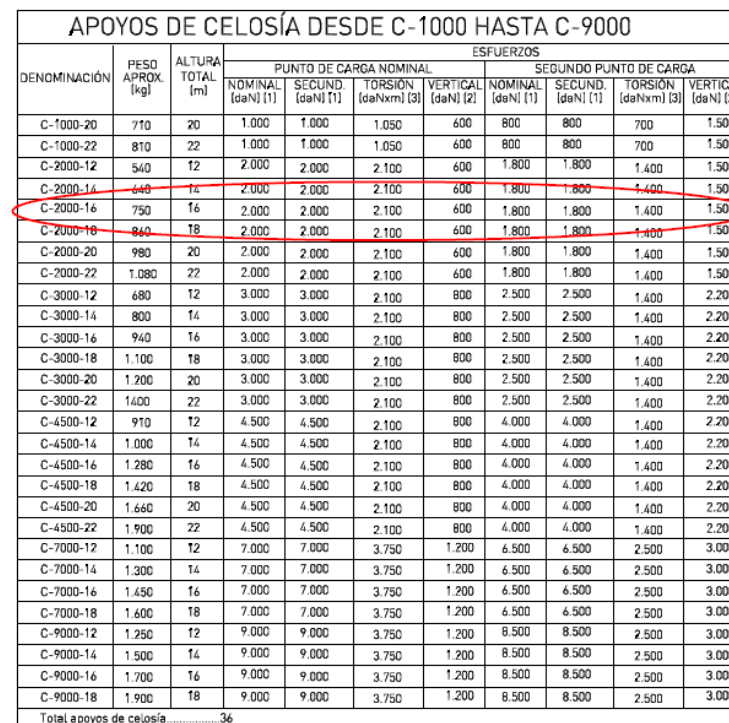 APOYOS DE CELOSÍA DESDE C-1000 HASTA C-9000
DENOMINACIÓN PESO APROX. (kg) ALTURA TOTAL (m) ESFUERZOS
PUNTO DE CARGA NOMINAL SEGUNDO PUNTO DE CARGA
NOMINAL (daN) (1) SECUND. (daN) (1) TORSIÓN (daNxm) (3) VERTICAL (daN) (2) NOMINAL (daN) (1) SECUND. (daN) (1) TORSIÓN (daNxm) (3) VERTIC (daN) (
C-1000-20 710 20 1.000 1.000 1.050 600 800 800 700 1.50
C-1000-22 810 22 1.000 1.000 1.050 600 800 800 700 1.50
C-2000-12 540 12 2.000 2.000 2.100 600 1.800 1.800 1.400 1.50
C-2000-14 640 14 2.000 2.000 2.100 600 1.800 1.800 1.400 1.50
C-2000-16 750 16 2.000 2.000 2.100 600 1.800 1.800 1.400 1.50
C-2000-18 860 18 2.000 2.000 2.100 600 1.800 1.800 1.400 1.50
C-2000-20 980 20 2.000 2.000 2.100 600 1.800 1.800 1.400 1.50
C-2000-22 1.080 22 2.000 2.000 2.100 600 1.800 1.800 1.400 1.50
C-3000-12 680 12 3.000 3.000 2.100 800 2.500 2.500 1.400 2.20
C-3000-14 800 14 3.000 3.000 2.100 800 2.500 2.500 1.400 2.20
C-3000-16 940 16 3.000 3.000 2.100 800 2.500 2.500 1.400 2.20
C-3000-18 1.100 18 3.000 3.000 2.100 800 2.500 2.500 1.400 2.20
C-3000-20 1.200 20 3.000 3.000 2.100 800 2.500 2.500 1.400 2.20
C-3000-22 1400 22 3.000 3.000 2.100 800 2.500 2.500 1.400 2.20
C-4500-12 910 12 4.500 4.500 2.100 800 4.000 4.000 1.400 2.20
C-4500-14 1.000 14 4.500 4.500 2.100 800 4.000 4.000 1.400 2.20
C-4500-16 1.280 16 4.500 4.500 2.100 800 4.000 4.000 1.400 2.20
C-4500-18 1.420 18 4.500 4.500 2.100 800 4.000 4.000 1.400 2.20
C-4500-20 1.660 20 4.500 4.500 2.100 800 4.000 4.000 1.400 2.20
C-4500-22 1.900 22 4.500 4.500 2.100 800 4.000 4.000 1.400 2.20
C-7000-12 1.100 12 7.000 7.000 3.750 1.200 6.500 6.500 2.500 3.00
C-7000-14 1.300 14 7.000 7.000 3.750 1.200 6.500 6.500 2.500 3.00
C-7000-16 1.450 16 7.000 7.000 3.750 1.200 6.500 6.500 2.500 3.00
C-7000-18 1.600 18 7.000 7.000 3.750 1.200 6.500 6.500 2.500 3.00
C-9000-12 1.250 12 9.000 9.000 3.750 1.200 8.500 8.500 2.500 3.00
C-9000-14 1.500 14 9.000 9.000 3.750 1.200 8.500 8.500 2.500 3.00
C-9000-16 1.700 16 9.000 9.000 3.750 1.200 8.500 8.500 2.500 3.00
C-9000-18 1.900 18 9.000 9.000 3.750 1.200 8.500 8.500 2.500 3.00
Total apoyos de celosía....................36